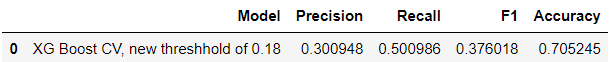 Model Precision Recall F1 Accuracy
0 XG Boost CV, new threshhold of 0.18 0.300948 0.500986 0.376018 0.705245